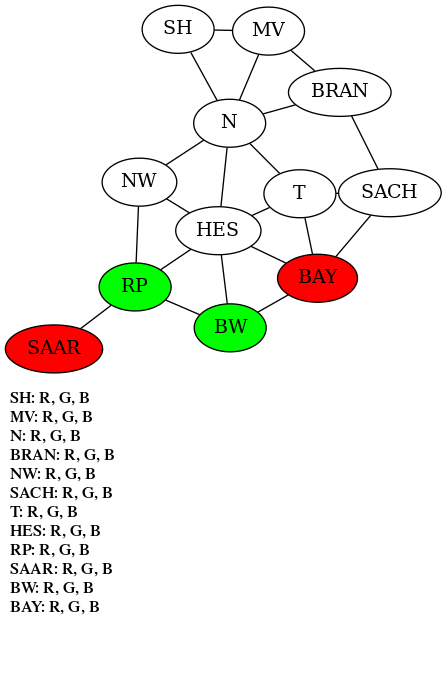 SH
MV
BRAN
N
NW
T
SACH
HES
RP
BAY
BW
SAAR
SH: R, G, B
MV: R, G, B
N: R, G, B
BRAN: R, G, B
NW: R, G, B
SACH: R, G, B
T: R, G, B
HES: R, G, B
RP: R, G, B
SAAR: R, G, B
BW: R, G, B
BAY: R, G, B